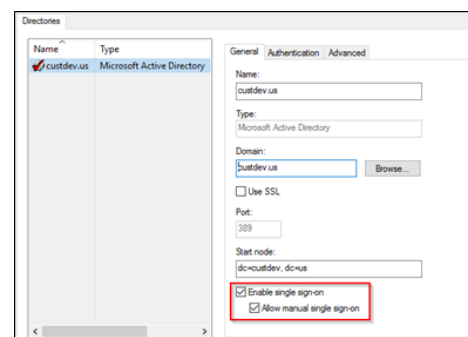 Directories
Name Type
custdev.us Microsoft Active Directory
General Authentication Advanced
Name:
custdev.us
Type:
Microsoft Active Directory
Domain:
custdev.us Browse...
Use SSL
Port:
389
Start node:
dc=custdev, dc=us
Enable single sign-on
Allow manual single sign-on